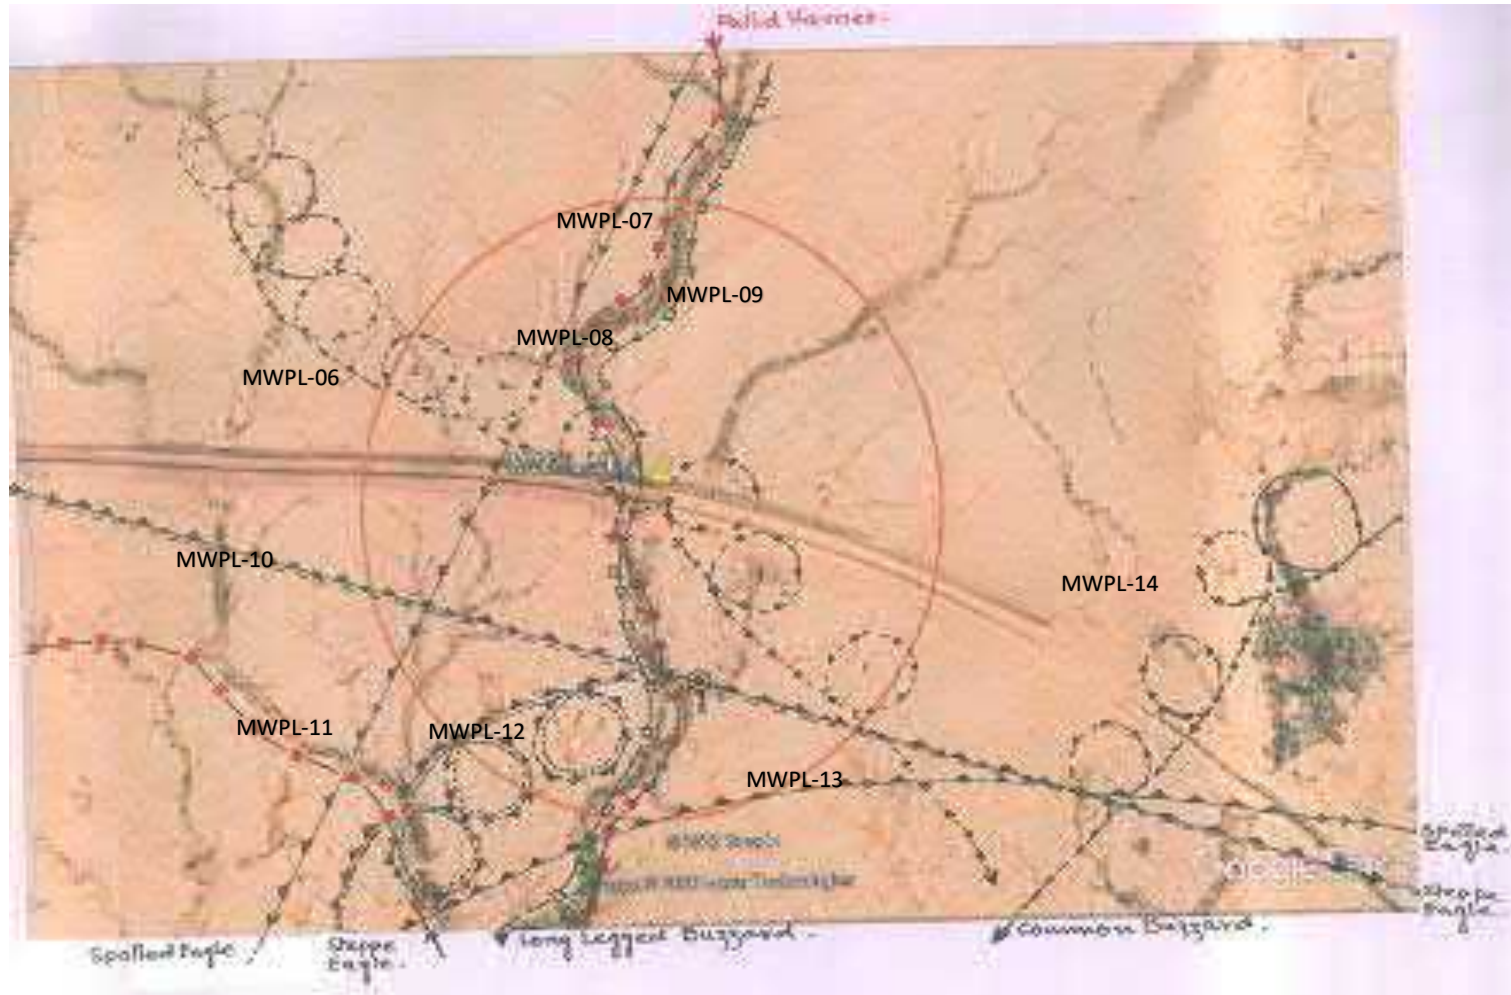 Pallid Harrier.
MWPL-07
MWPL-09
MWPL-08
MWPL-06
MWPL-10
MWPL-14
MWPL-11
MWPL-12
MWPL-13
Spotted
Eagle
Steppe
Eagle
Spotted Eagle
Steppe
Eagle.
Long Legged Buzzard.
Common Buzzard.